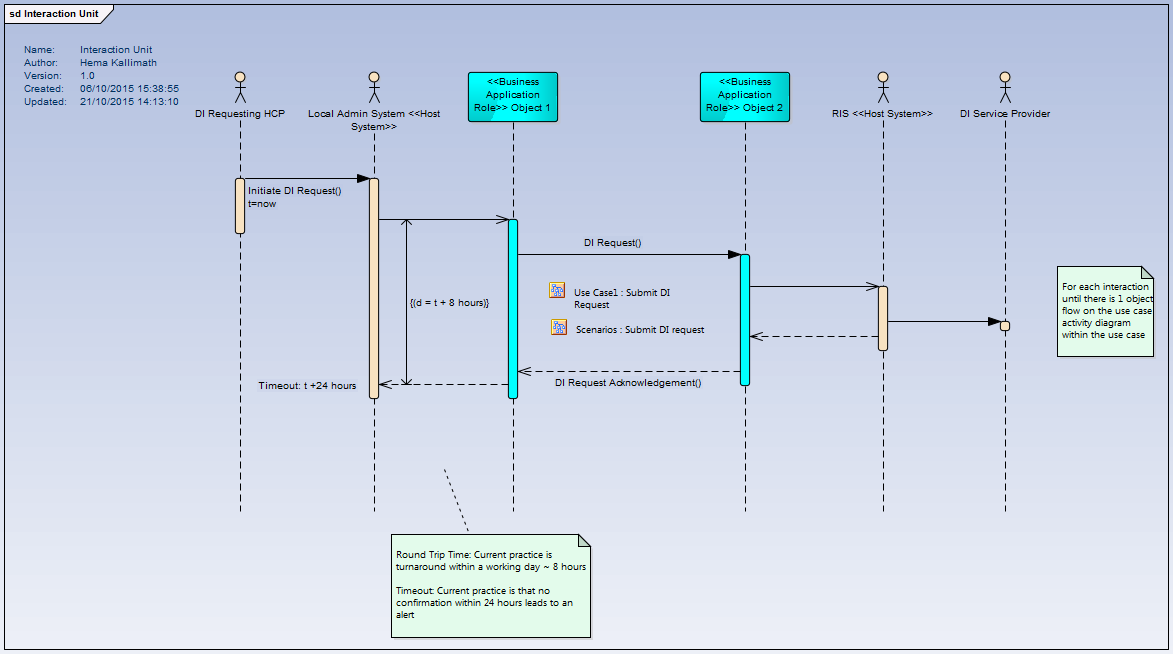 sd Interaction Unit
Name: Interaction Unit
Author: Hema Kallimath
Version: 1.0
Created: 06/10/2015 15:38:55
Updated: 21/10/2015 14:13:10
DI Requesting HCP
Local Admin System <<Host
System>>
<<Business
Application
Role>> Object 1
<<Business
Application
Role>> Object 2
RIS <<Host System>>
DI Service Provider
Initiate DI Request()
t=now
DI Request()
{(d = t + 8 hours)}
Use Case1 : Submit DI
Request
Scenarios : Submit DI request
For each interaction
until there is 1 object
flow on the use case
activity diagram
within the use case
DI Request Acknowledgement()
Timeout: t +24 hours
Round Trip Time: Current practice is
turnaround within a working day ~ 8 hours
Timeout: Current practice is that no
confirmation within 24 hours leads to an
alert